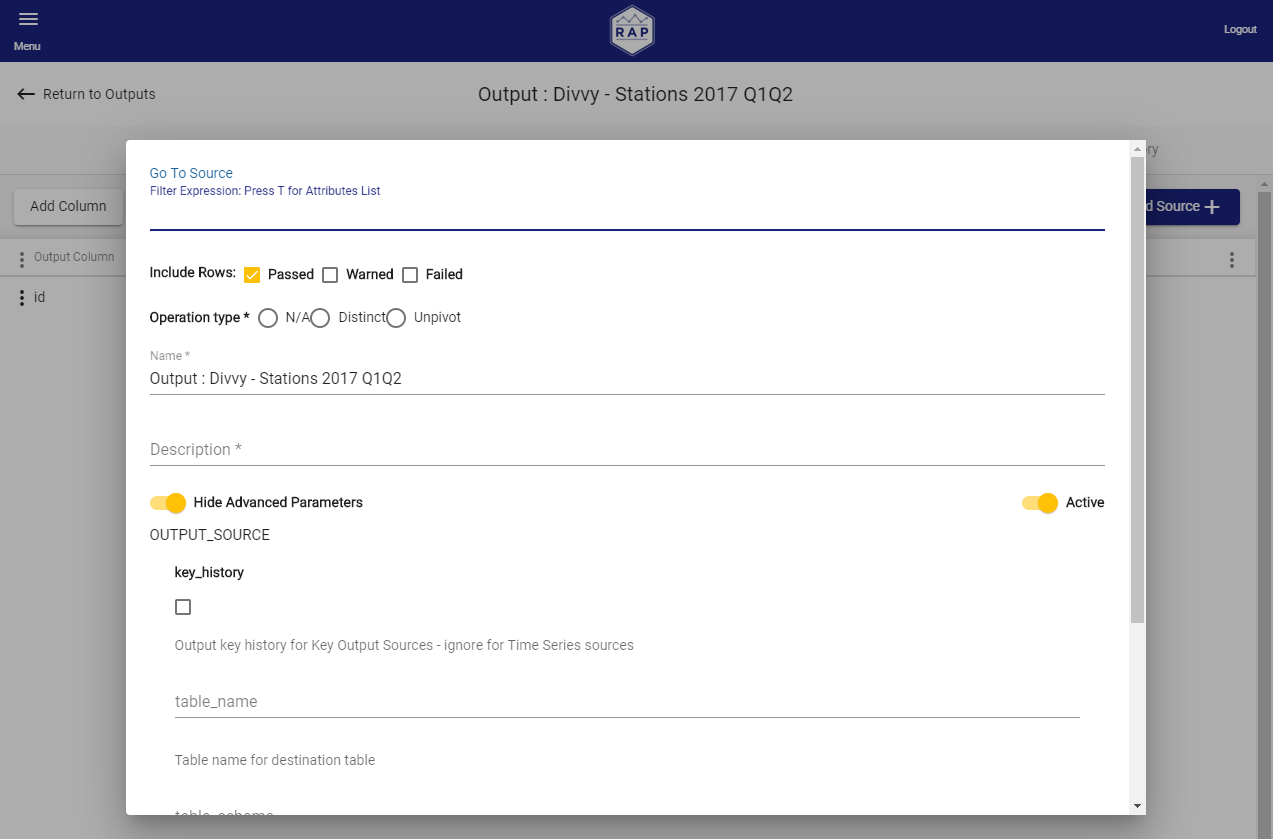 Menu
RAP
Logout
Return to Outputs
Output : Divvy - Stations 2017 Q1Q2
Add Column
Source
Output Column
id
Go To Source
Filter Expression: Press T for Attributes List
Include Rows: Passed Warned Failed
Operation type * N/A Distinct Unpivot
Name *
Output : Divvy - Stations 2017 Q1Q2
Description *
Hide Advanced Parameters Active
OUTPUT_SOURCE
key_history
Output key history for Key Output Sources - ignore for Time Series sources
table_name
Table name for destination table